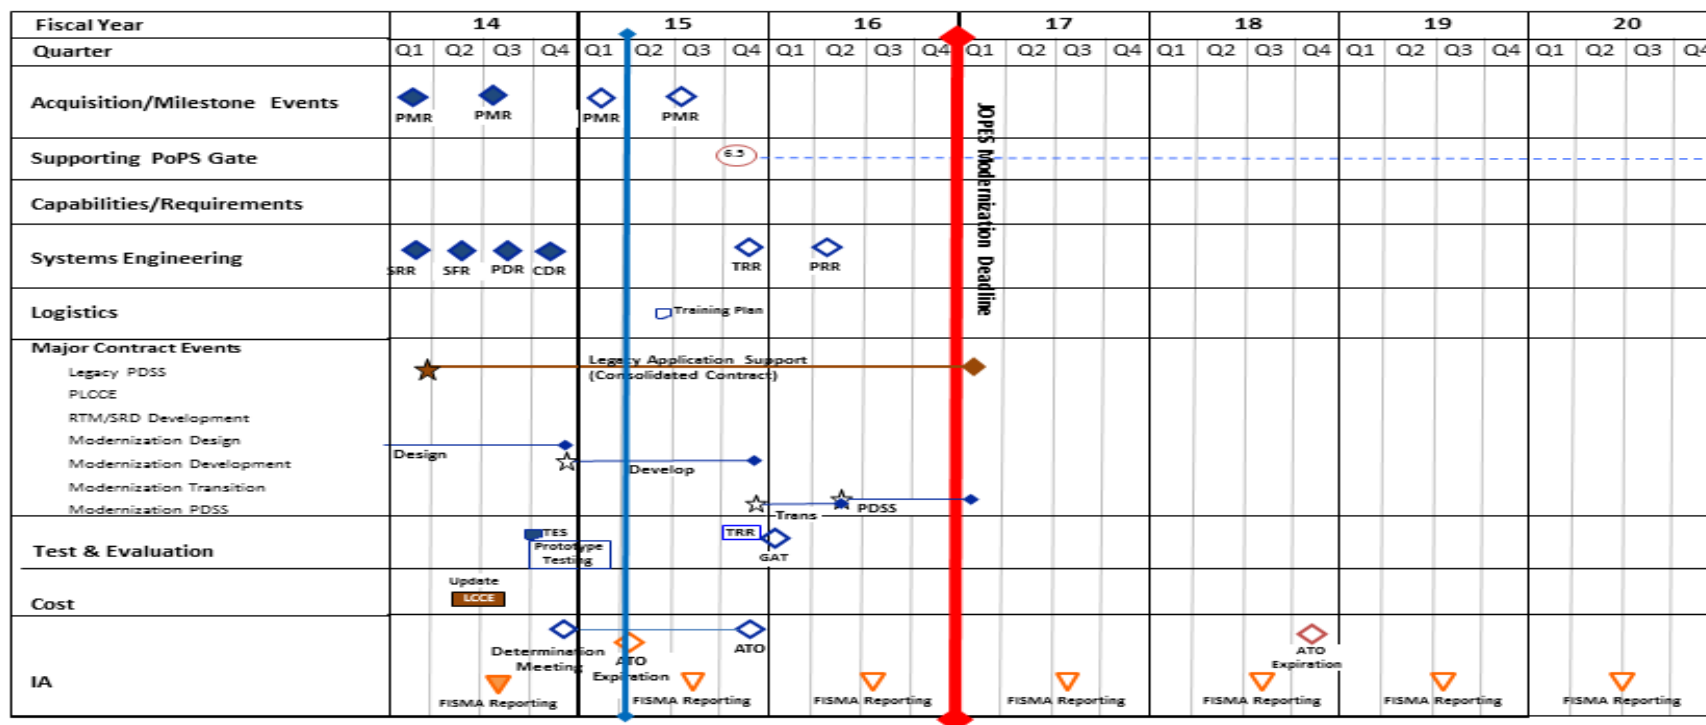 Fiscal Year 14 15 16 17 18 19 20
Quarter Q1 Q2 Q3 Q4 Q1 Q2 Q3 Q4 Q1 Q2 Q3 Q4 Q1 Q2 Q3 Q4 Q1 Q2 Q3 Q4 Q1 Q2 Q3 Q4 Q1 Q2 Q3 Q4
Acquisition/Milestone Events
PMR PMR PMR PMR
JOPES Modernization Deadline
Supporting PoPS Gate 6.5
Capabilities/Requirements
Systems Engineering
SRR SFR PDR CDR TRR PRR
Logistics Training Plan
Major Contract Events
Legacy Application Support
(Consolidated Contract)
Legacy PDSS
PLCCE
RTM/SRD Development
Modernization Design
Design
Modernization Development
Develop
Modernization Transition
Modernization PDSS
Trans PDSS
Test & Evaluation
TES TRR
Prototype
Testing
GAT
Cost
Update
LCCE
IA
Determination
Meeting
ATO
Expiration
ATO
ATO
Expiration
FISMA Reporting FISMA Reporting FISMA Reporting FISMA Reporting FISMA Reporting FISMA Reporting FISMA Reporting